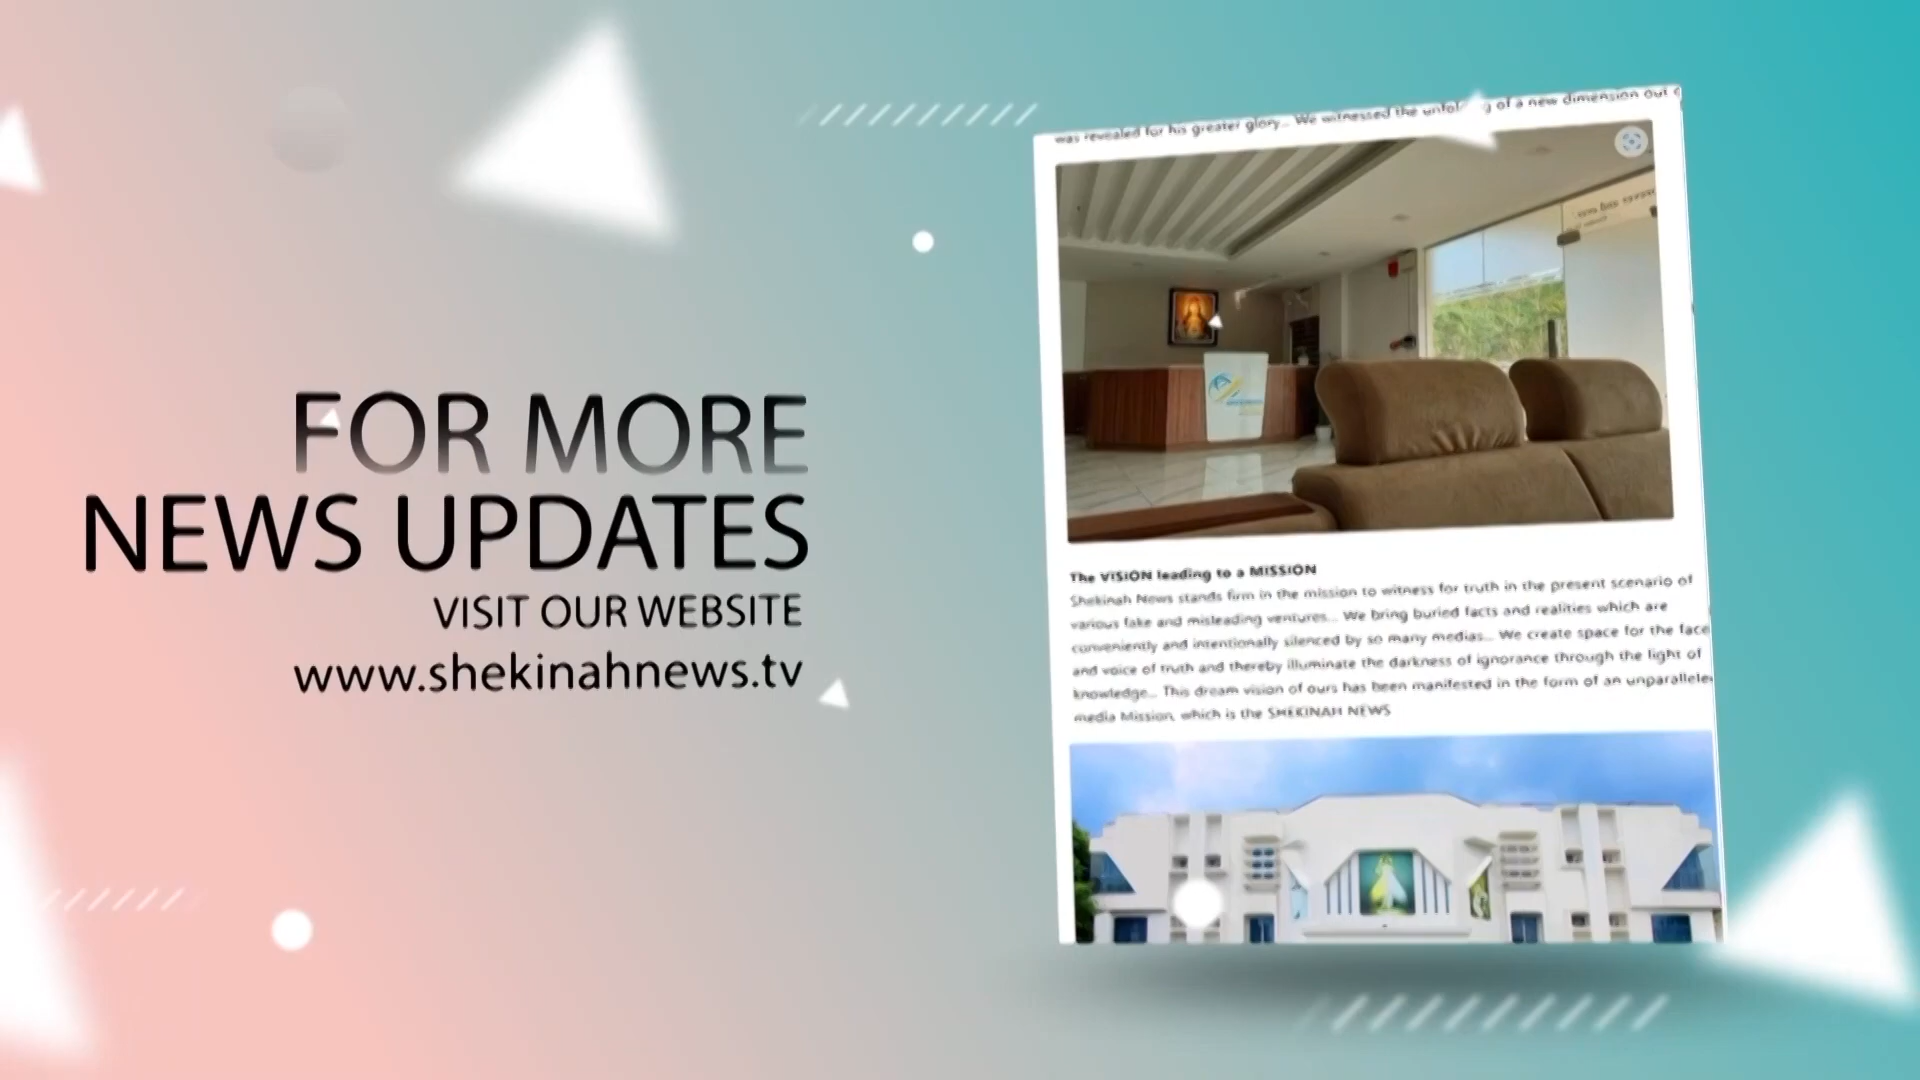 FOR MORE
NEWS UPDATES
VISIT OUR WEBSITE
www.shekinahnews.tv
was revealed for his greater glory... We witnessed the of a new dimension out
The VISION leading to a MISSION
Shekinah News stands firm in the mission to witness for truth in the present scenario of
various fake and misleading ventures... We bring buried facts and realities which are
conveniently and intentionally silenced by so many medias... We create space for the face
and voice of truth and thereby illuminate the darkness of ignorance through the light of
knowledge... This dream vision of ours has been manifested in the form of an
media Mission, which is the SHEKINAH NEWS